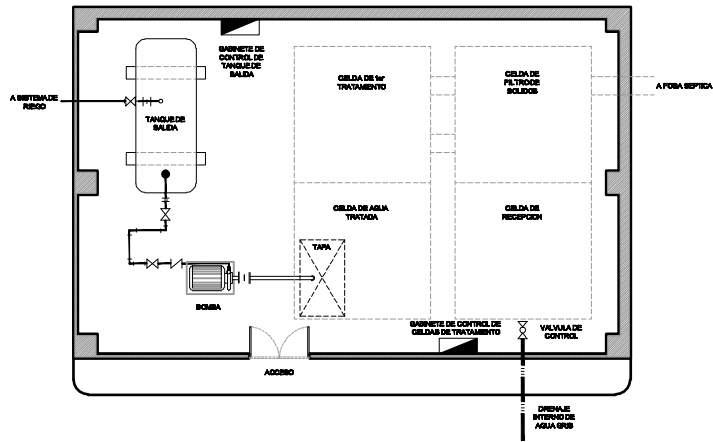 GABINETE DE
CONTROL DE
TANQUE DE
SALIDA
CELDA DE 1er
TRATAMIENTO
CELDA DE
FILTRO DE
SOLIDOS
A SISTEMA DE
RIEGO
A FOSA SEPTICA
TANQUE DE
SALIDA
CELDA DE AGUA
TRATADA
CELDA DE
RECEPCION
TAPA
BOMBA
GABINETE DE CONTROL DE
CELDAS DE TRATAMIENTO
VALVULA DE
CONTROL
ACCESO
DRENAJE
INTERNO DE
AGUA GRIS